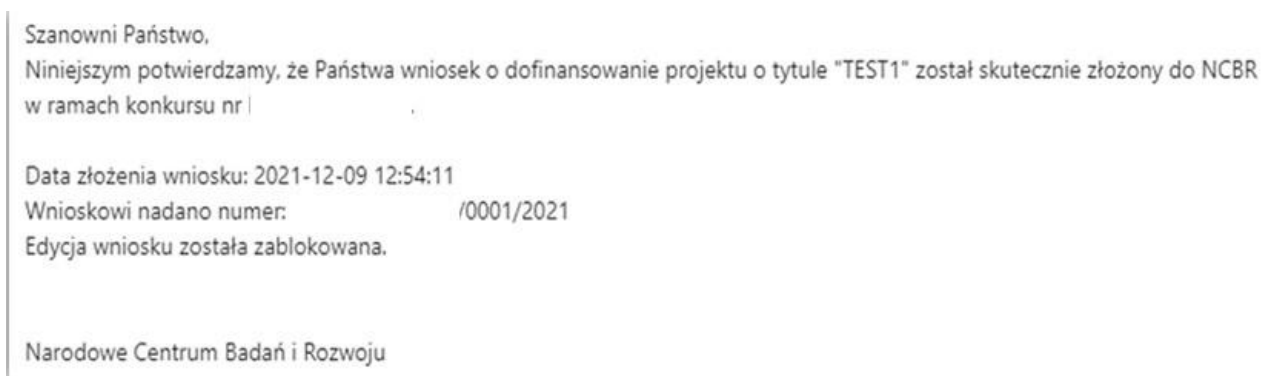 Szanowni Państwo,
Niniejszym potwierdzamy, że Państwa wniosek o dofinansowanie projektu o tytule "TEST1" został skutecznie złożony do NCBR
w ramach konkursu nr .
Data złożenia wniosku: 2021-12-09 12:54:11
Wnioskowi nadano numer: /0001/2021
Edycja wniosku została zablokowana.
Narodowe Centrum Badań i Rozwoju